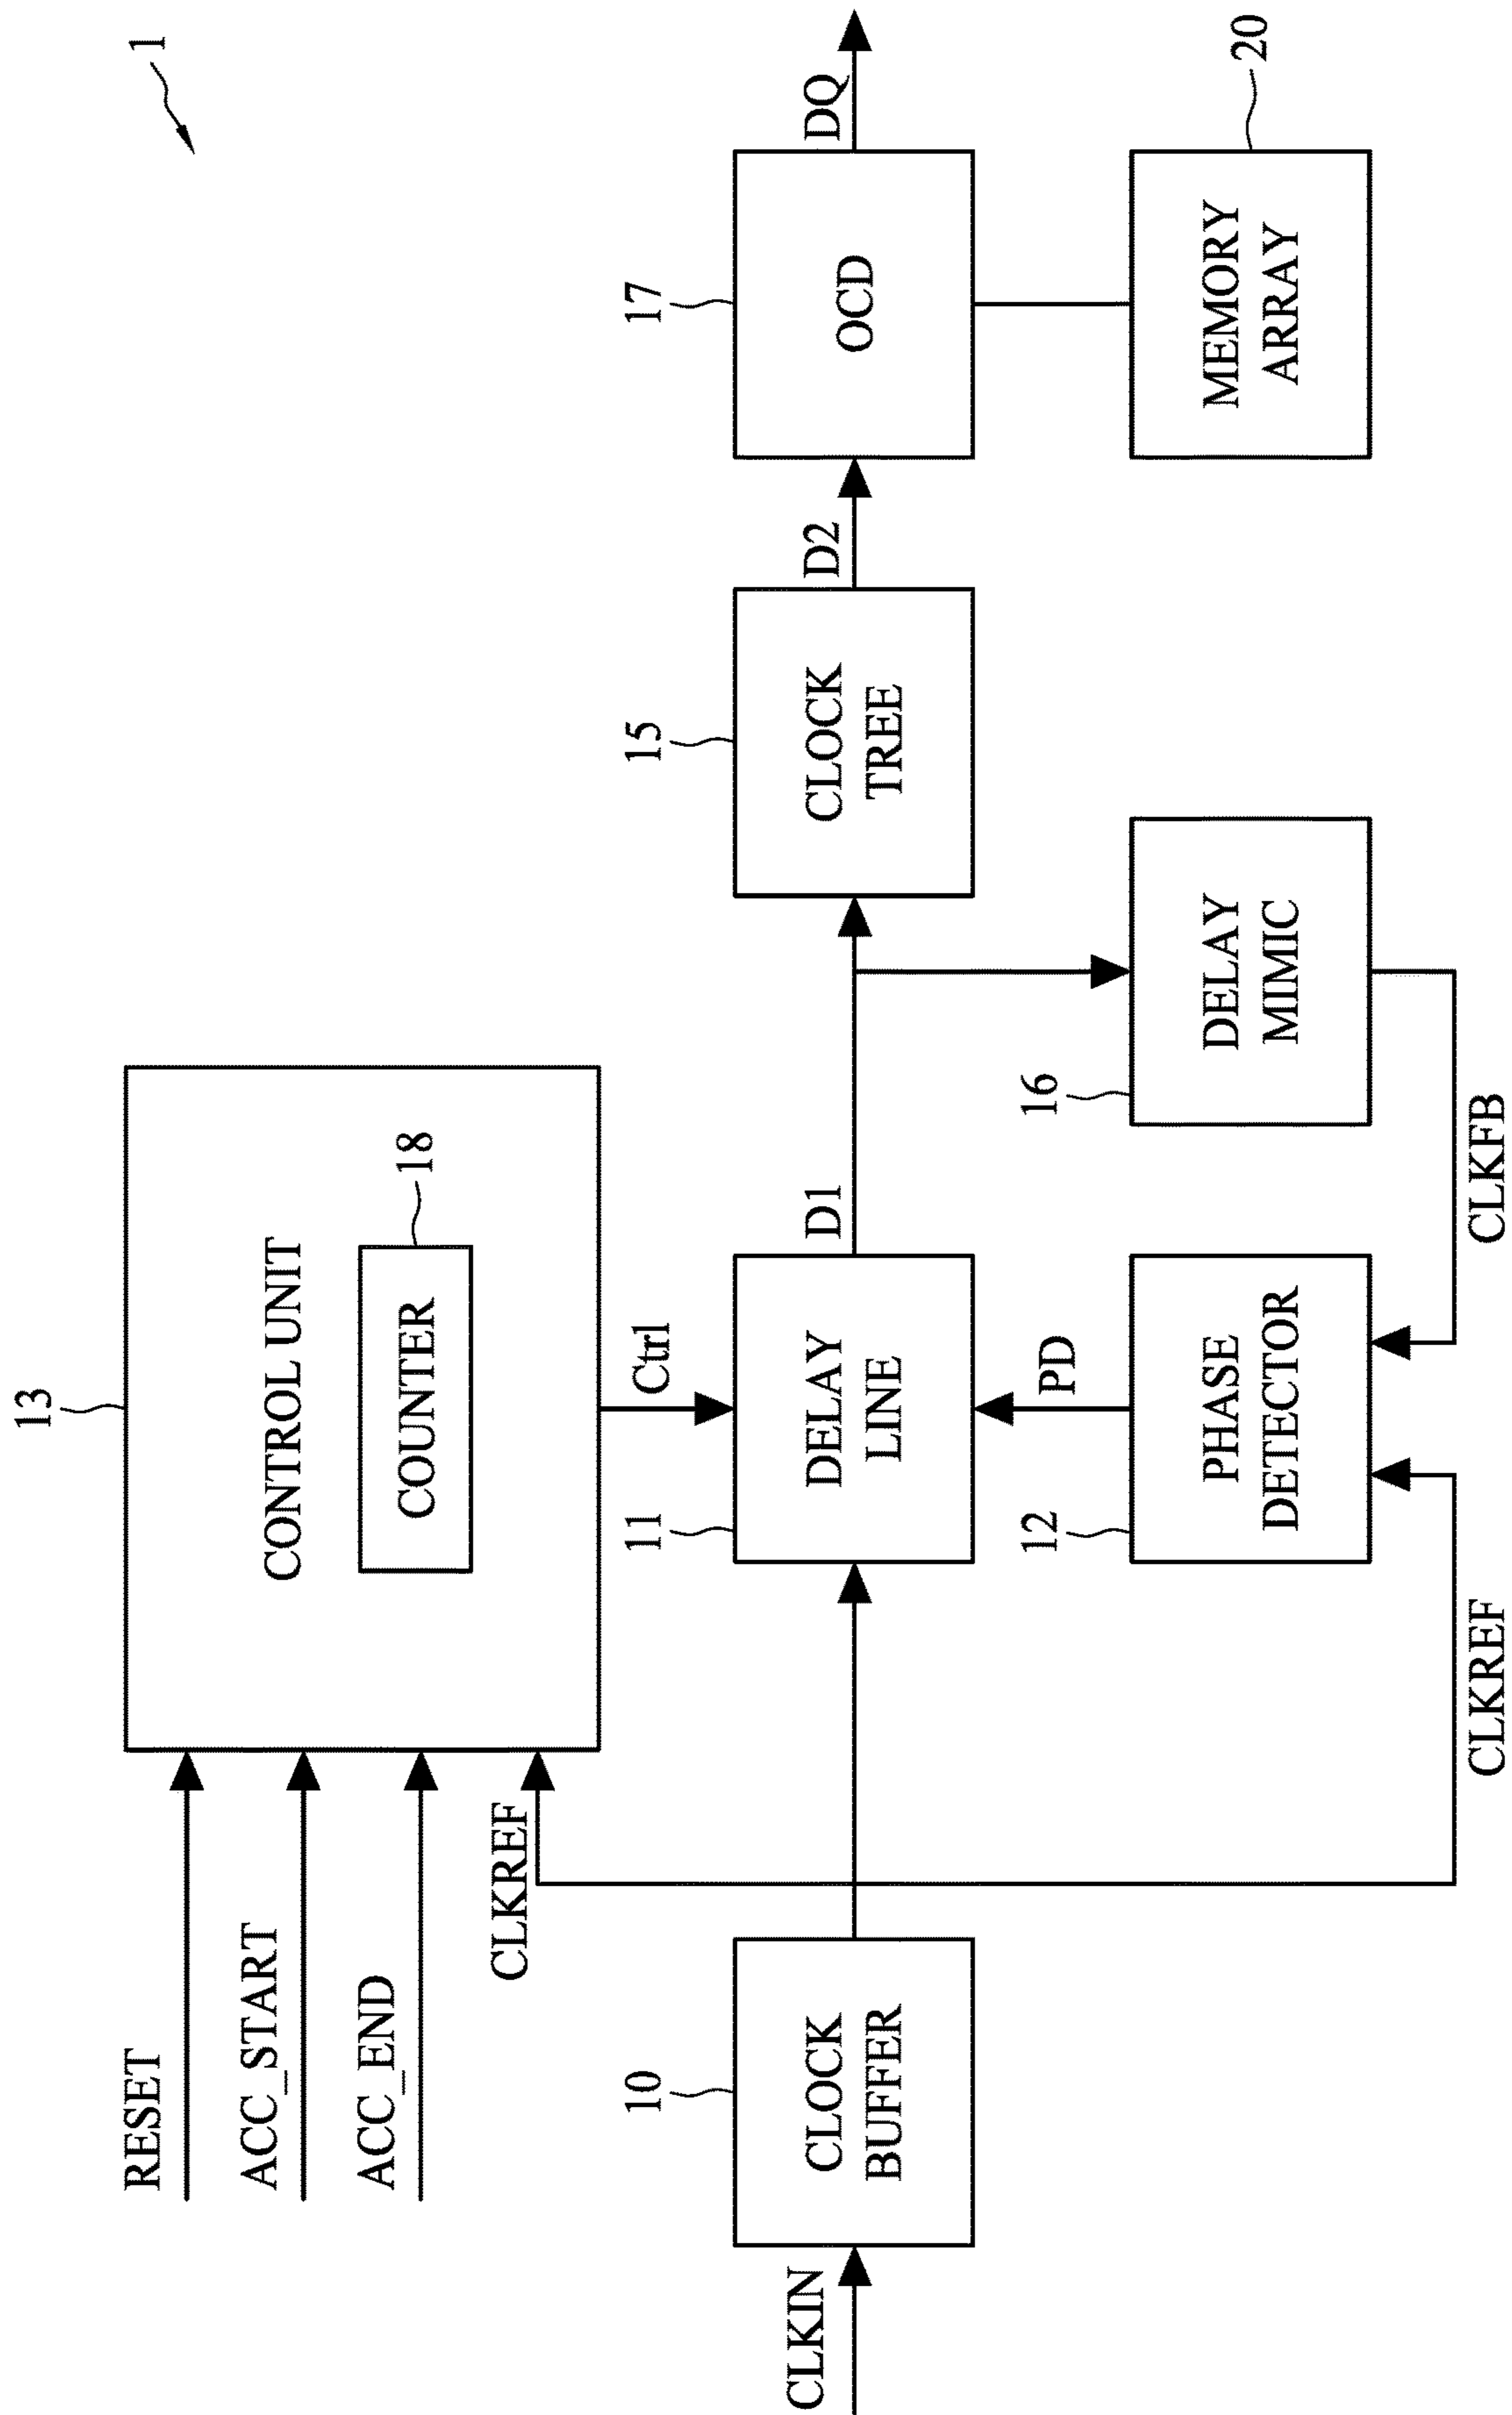 1
13
CONTROL UNIT
18
COUNTER
RESET
ACC_START
ACC_END
CLKREF
Ctrl
CLKIN
10
CLOCK
BUFFER
11
DELAY
LINE
D1
15
CLOCK
TREE
D2
17
OCD
DQ
PD
12
PHASE
DETECTOR
16
DELAY
MIMIC
MEMORY
ARRAY
20
CLKREF
CLKFB